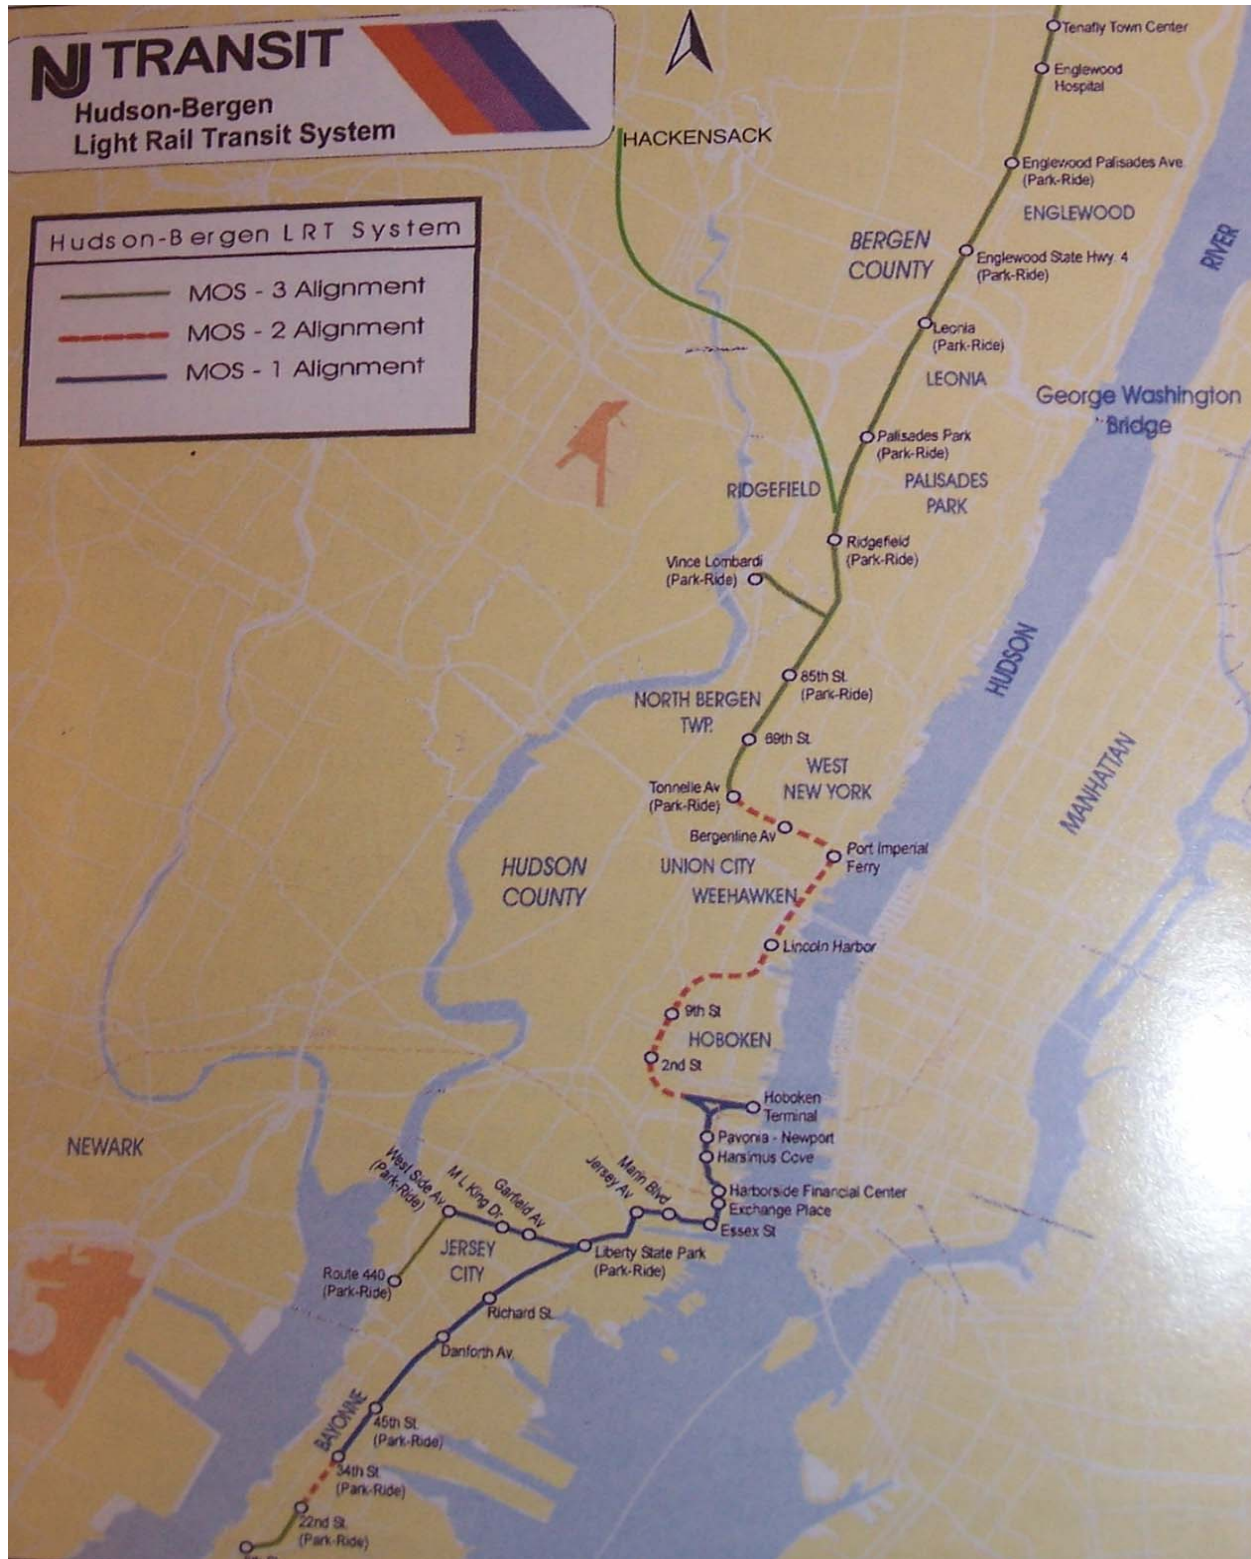 NJ TRANSIT
Hudson-Bergen
Light Rail Transit System
Hudson-Bergen LRT System
MOS - 3 Alignment
MOS - 2 Alignment
MOS - 1 Alignment
HACKENSACK
Tenafly Town Center
Englewood
Hospital
Englewood Palisades Ave.
(Park-Ride)
ENGLEWOOD
RIVER
BERGEN
COUNTY
Englewood State Hwy. 4
(Park-Ride)
Leonia
(Park-Ride)
LEONIA
George Washington
Bridge
Palisades Park
(Park-Ride)
RIDGEFIELD
PALISADES
PARK
Ridgefield
(Park-Ride)
Vince Lombardi
(Park-Ride)
HUDSON
85th St.
(Park-Ride)
NORTH BERGEN
TWP.
69th St.
WEST
NEW YORK
MANHATTAN
Tonnelle Av
(Park-Ride)
Bergenline Av
Port Imperial
Ferry
HUDSON
COUNTY
UNION CITY
WEEHAWKEN
Lincoln Harbor
9th St
HOBOKEN
2nd St
Hoboken
Terminal
NEWARK
Pavonia - Newport
Harsimus Cove
West Side Av
(Park-Ride)
M L King Dr.
Garfield Av
Jersey Av
Marin Blvd
Harborside Financial Center
Exchange Place
Essex St
JERSEY
CITY
Liberty State Park
(Park-Ride)
Route 440
(Park-Ride)
Richard St.
Danforth Av.
BAYONNE
45th St.
(Park-Ride)
34th St.
(Park-Ride)
22nd St.
(Park-Ride)